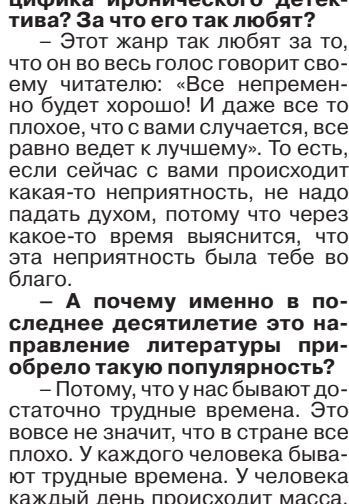 цифика иронического детек-
тива? За что его так любят?
– Этот жанр так любят за то,
что он во весь голос говорит сво-
ему читателю: «Все непремен-
но будет хорошо! И даже все то
плохое, что с вами случается, все
равно ведет к лучшему». То есть,
если сейчас с вами происходит
какая-то неприятность, не надо
падать духом, потому что через
какое-то время выяснится, что
эта неприятность была тебе во
благо.
– А почему именно в по-
следнее десятилетие это на-
правление литературы при-
обрело такую популярность?
– Потому, что у нас бывают до-
статочно трудные времена. Это
вовсе не значит, что в стране все
плохо. У каждого человека быва-
ют трудные времена. У человека
каждый день происходит масса